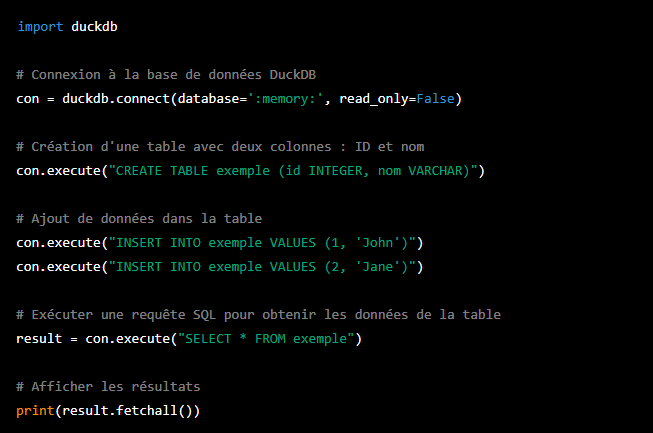 import duckdb
# Connexion à la base de données DuckDB
con = duckdb.connect(database=':memory:', read_only=False)
# Création d'une table avec deux colonnes : ID et nom
con.execute("CREATE TABLE exemple (id INTEGER, nom VARCHAR)")
# Ajout de données dans la table
con.execute("INSERT INTO exemple VALUES (1, 'John')")
con.execute("INSERT INTO exemple VALUES (2, 'Jane')")
# Exécuter une requête SQL pour obtenir les données de la table
result = con.execute("SELECT * FROM exemple")
# Afficher les résultats
print(result.fetchall())